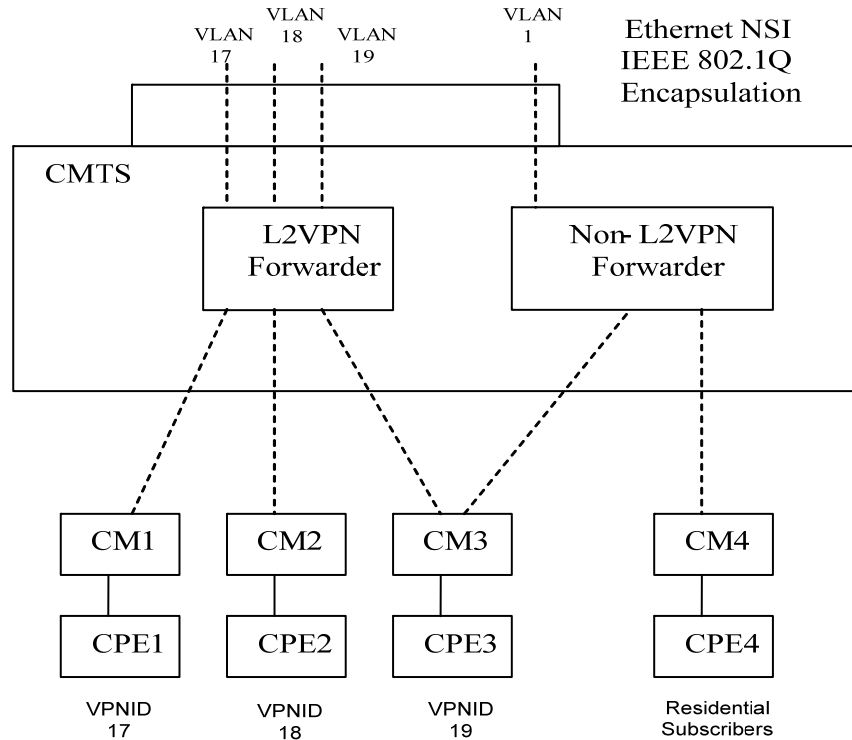 VLAN
17
VLAN
18
VLAN
19
VLAN
1
Ethernet NSI
IEEE 802.1Q
Encapsulation
CMTS
L2VPN
Forwarder
Non- L2VPN
Forwarder
CM1
CM2
CM3
CM4
CPE1
CPE2
CPE3
CPE4
VPNID
17
VPNID
18
VPNID
19
Residential
Subscribers